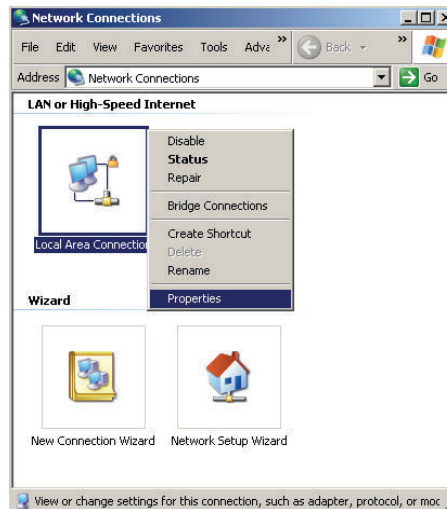 Network Connections
File Edit View Favorites Tools Adva » Back »
Address Network Connections Go
LAN or High-Speed Internet
Disable
Status
Repair
Bridge Connections
Create Shortcut
Delete
Rename
Properties
Local Area Connection
Wizard
New Connection Wizard Network Setup Wizard
View or change settings for this connection, such as adapter, protocol, or moc